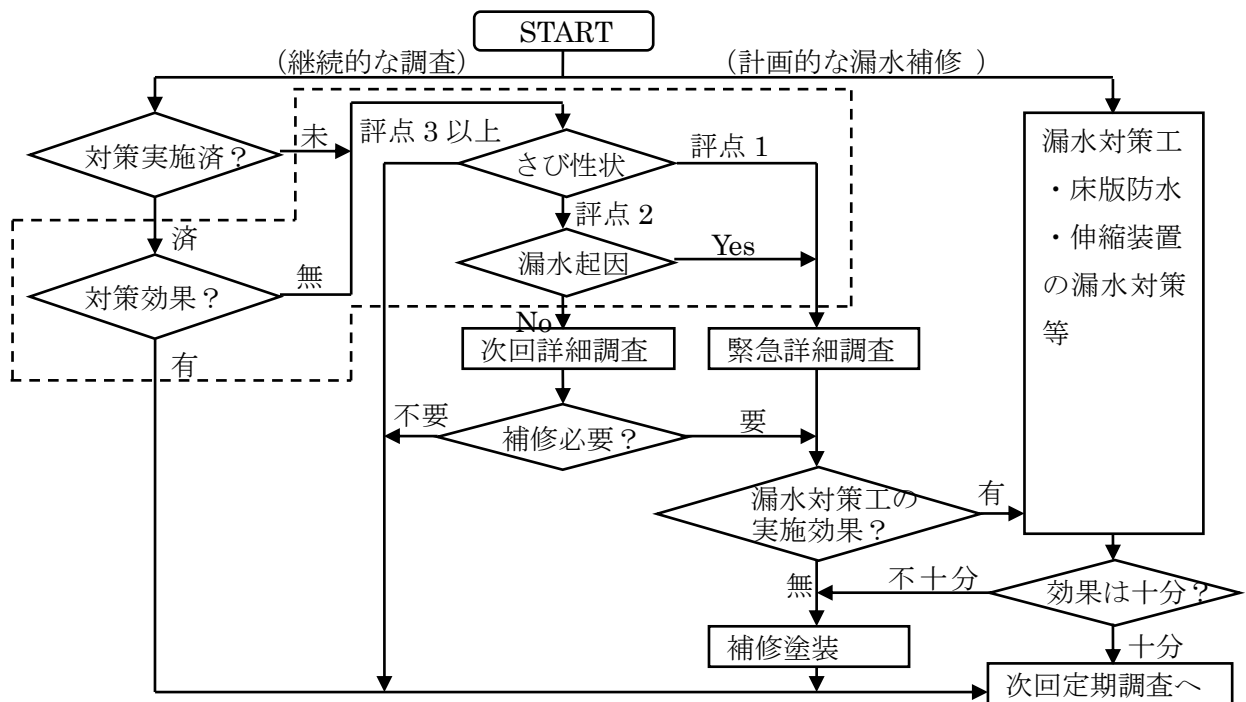 START
(継続的な調査)
(計画的な漏水補修 )
対策実施済？
未
評点 3 以上
さび性状
評点 1
評点 2
済
対策効果？
無
漏水起因
Yes
有
No
次回詳細調査
緊急詳細調査
不要
補修必要？
要
漏水対策工
・床版防水
・伸縮装置
の漏水対策
等
漏水対策工の
実施効果？
有
無
不十分
効果は十分？
補修塗装
十分
次回定期調査へ